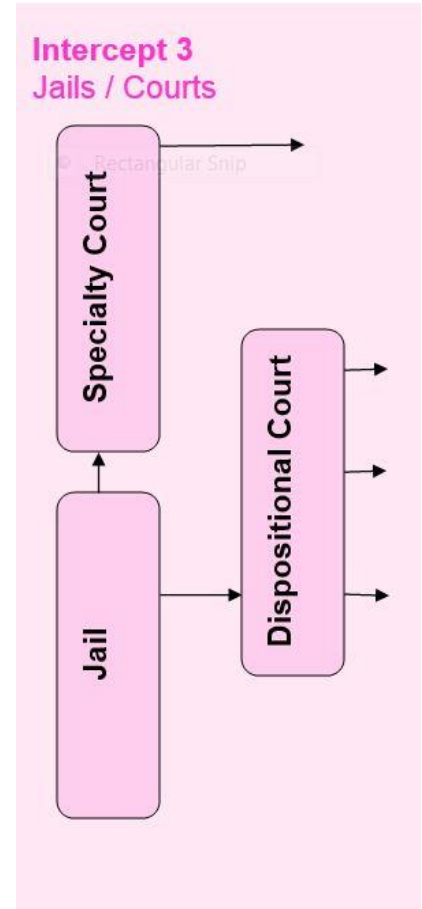 Intercept 3
Jails / Courts
© Rectangular Snip
Specialty Court
Dispositional Court
Jail